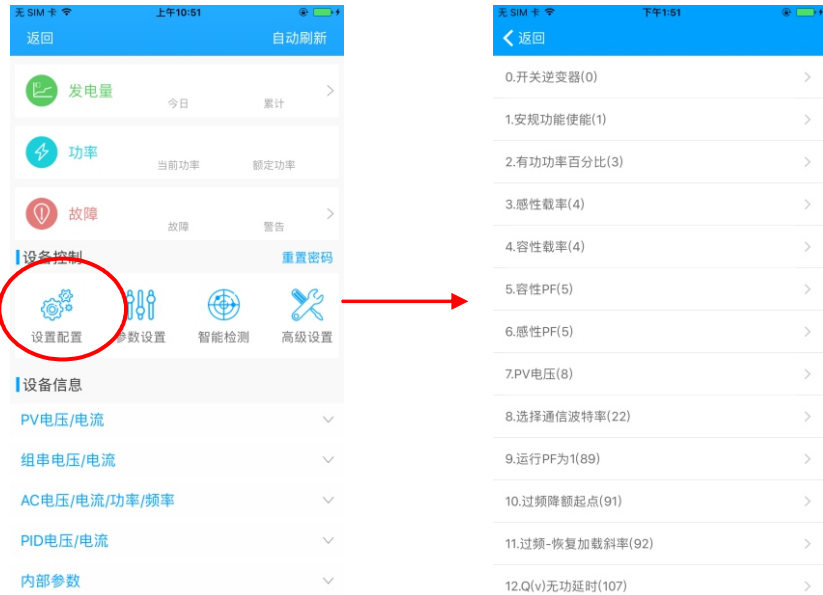 无 SIM 卡 上午10:51
返回 自动刷新
发电量
今日 累计
功率
当前功率 额定功率
故障
故障 警告
设备控制 重置密码
设置配置 参数设置 智能检测 高级设置
设备信息
PV电压/电流
组串电压/电流
AC电压/电流/功率/频率
PID电压/电流
内部参数
无 SIM 卡 下午1:51
返回
0.开关逆变器(0)
1.安规功能使能(1)
2.有功功率百分比(3)
3.感性载率(4)
4.容性载率(4)
5.容性PF(5)
6.感性PF(5)
7.PV电压(8)
8.选择通信波特率(22)
9.运行PF为1(89)
10.过频降额起点(91)
11.过频-恢复加载斜率(92)
12.Q(v)无功延时(107)